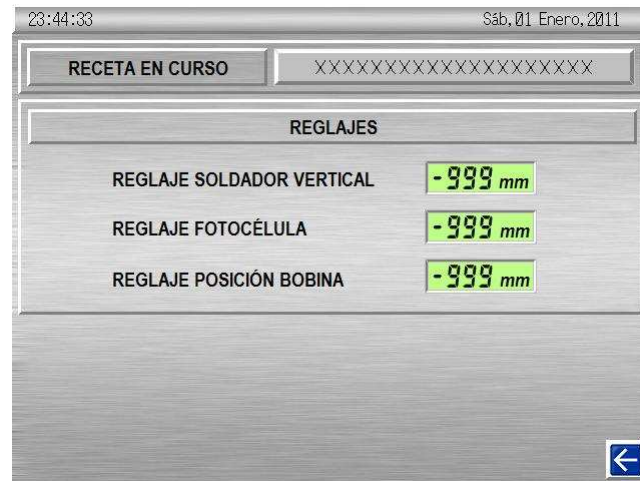 23:44:33 Sáb,01 Enero,2011
RECETA EN CURSO XXXXXXXXXXXXXXXXXXXX
REGLAJES
REGLAJE SOLDADOR VERTICAL -999 mm
REGLAJE FOTOCÉLULA -999 mm
REGLAJE POSICIÓN BOBINA -999 mm